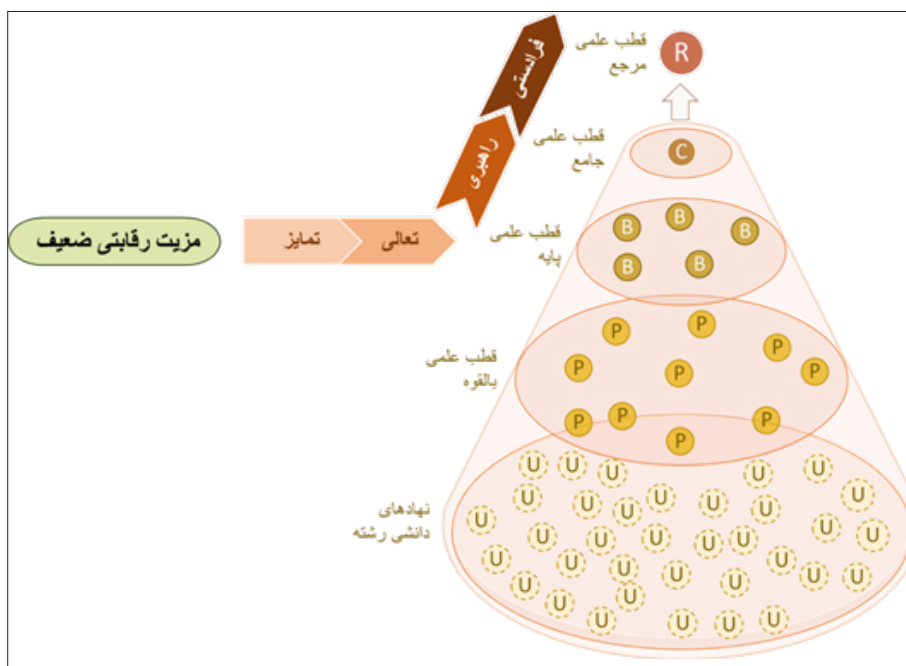 قطب علمی
مرجع
R
فرادستی
قطب علمی
جامع
C
راهبری
مزیت رقابتی ضعیف
تمایز
تعالی
قطب علمی
پایه
B B B
B B
قطب علمی
بالقوه
P P P
P P P
P P P P
نهادهای
دانشی رشته
U U U U U U
U U U U U U U U U
U U U U U
U U U U U U U U
U U U U U U U